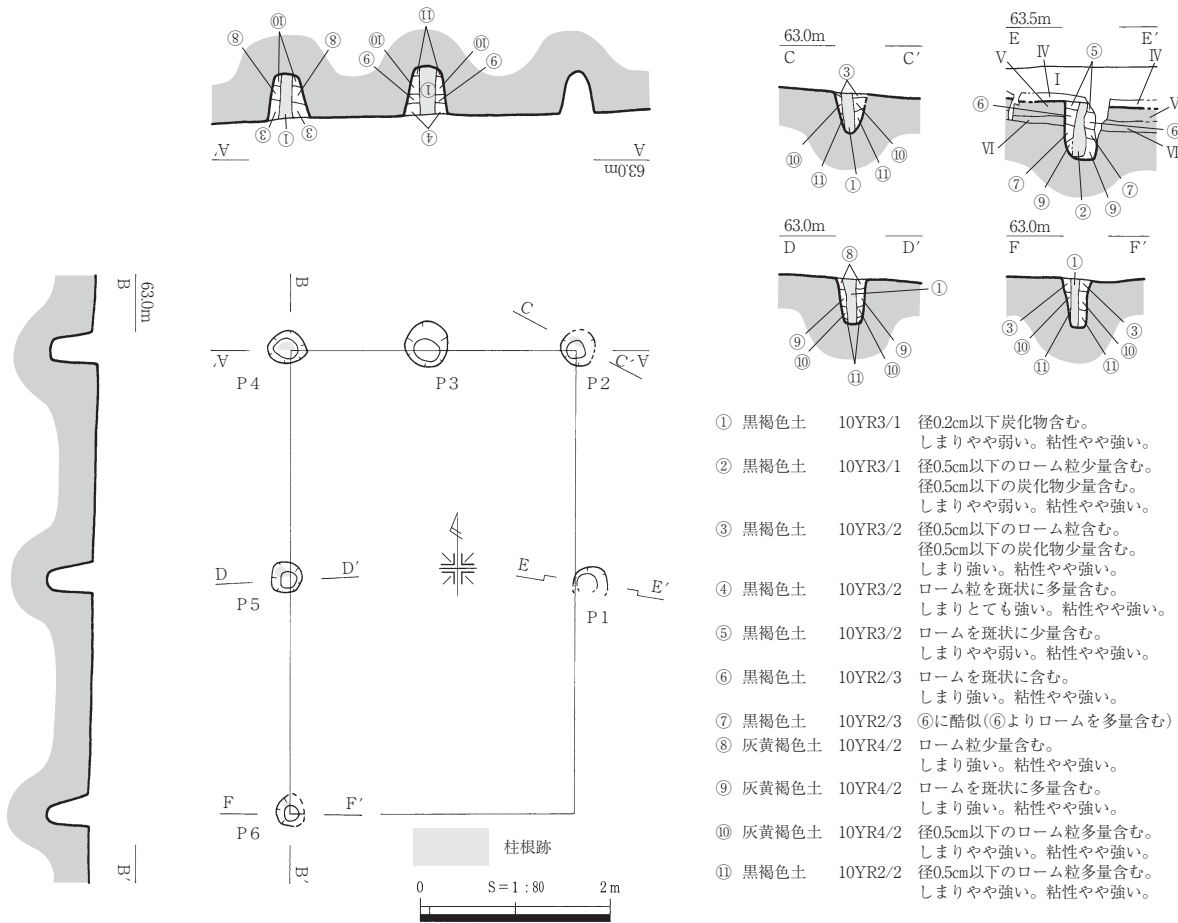 ⑩ ⑪
⑧ ⑧ ⑩ ⑩
⑨ ① ⑨
③ ① ③ ④
A′ A
63.0m
63.0m
C C′
③
⑩ ⑩
⑪ ⑪
①
63.5m
E E′
Ⅴ Ⅳ ⑤ Ⅳ
Ⅰ
⑥ Ⅴ
⑥
Ⅵ Ⅵ
⑦ ⑦
⑨ ⑨
②
63.0m
D D′
⑧
①
⑨ ⑨
⑩ ⑩
⑪
63.0m
F F′
①
③ ③
⑩ ⑩
⑪ ⑪
B 63.0m
B′
B
C
A′ C′ A
P4 P3 P2
D D′
P5
E E′
P1
F F′
P6
B′
柱根跡
0 S=1:80 2m
① 黒褐色土 10YR3/1 径0.2㎝以下炭化物含む。
しまりやや弱い。粘性やや強い。
② 黒褐色土 10YR3/1 径0.5㎝以下のローム粒少量含む。
径0.5㎝以下の炭化物少量含む。
しまりやや弱い。粘性やや強い。
③ 黒褐色土 10YR3/2 径0.5㎝以下のローム粒含む。
径0.5㎝以下の炭化物少量含む。
しまり強い。粘性やや強い。
④ 黒褐色土 10YR3/2 ローム粒を斑状に多量含む。
しまりとても強い。粘性やや強い。
⑤ 黒褐色土 10YR3/2 ロームを斑状に少量含む。
しまりやや弱い。粘性やや強い。
⑥ 黒褐色土 10YR2/3 ロームを斑状に含む。
しまり強い。粘性やや強い。
⑦ 黒褐色土 10YR2/3 ⑥に酷似(⑥よりロームを多量含む)
⑧ 灰黄褐色土 10YR4/2 ローム粒少量含む。
しまり強い。粘性やや強い。
⑨ 灰黄褐色土 10YR4/2 ロームを斑状に多量含む。
しまり強い。粘性やや強い。
⑩ 灰黄褐色土 10YR4/2 径0.5㎝以下のローム粒多量含む。
しまりやや強い。粘性やや強い。
⑪ 黒褐色土 10YR2/2 径0.5㎝以下のローム粒多量含む。
しまりやや強い。粘性やや強い。